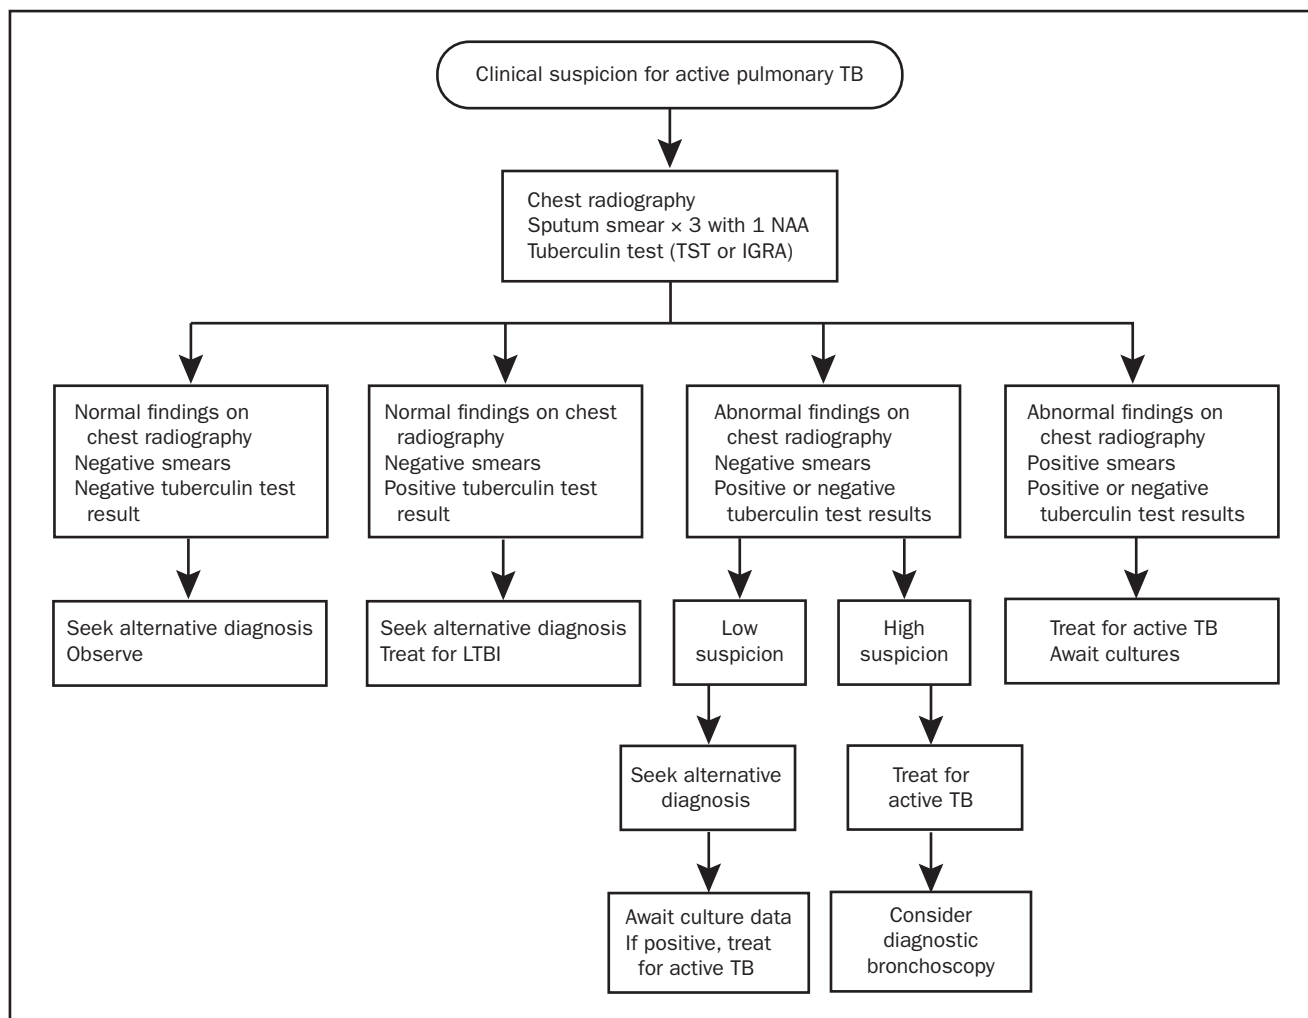 Clinical suspicion for active pulmonary TB
Chest radiography
Sputum smear × 3 with 1 NAA
Tuberculin test (TST or IGRA)
Normal findings on
chest radiography
Negative smears
Negative tuberculin test
result
Normal findings on chest
radiography
Negative smears
Positive tuberculin test
result
Abnormal findings on
chest radiography
Negative smears
Positive or negative
tuberculin test results
Abnormal findings on
chest radiography
Positive smears
Positive or negative
tuberculin test results
Seek alternative diagnosis
Observe
Seek alternative diagnosis
Treat for LTBI
Low
suspicion
High
suspicion
Treat for active TB
Await cultures
Seek alternative
diagnosis
Treat for
active TB
Await culture data
If positive, treat
for active TB
Consider
diagnostic
bronchoscopy